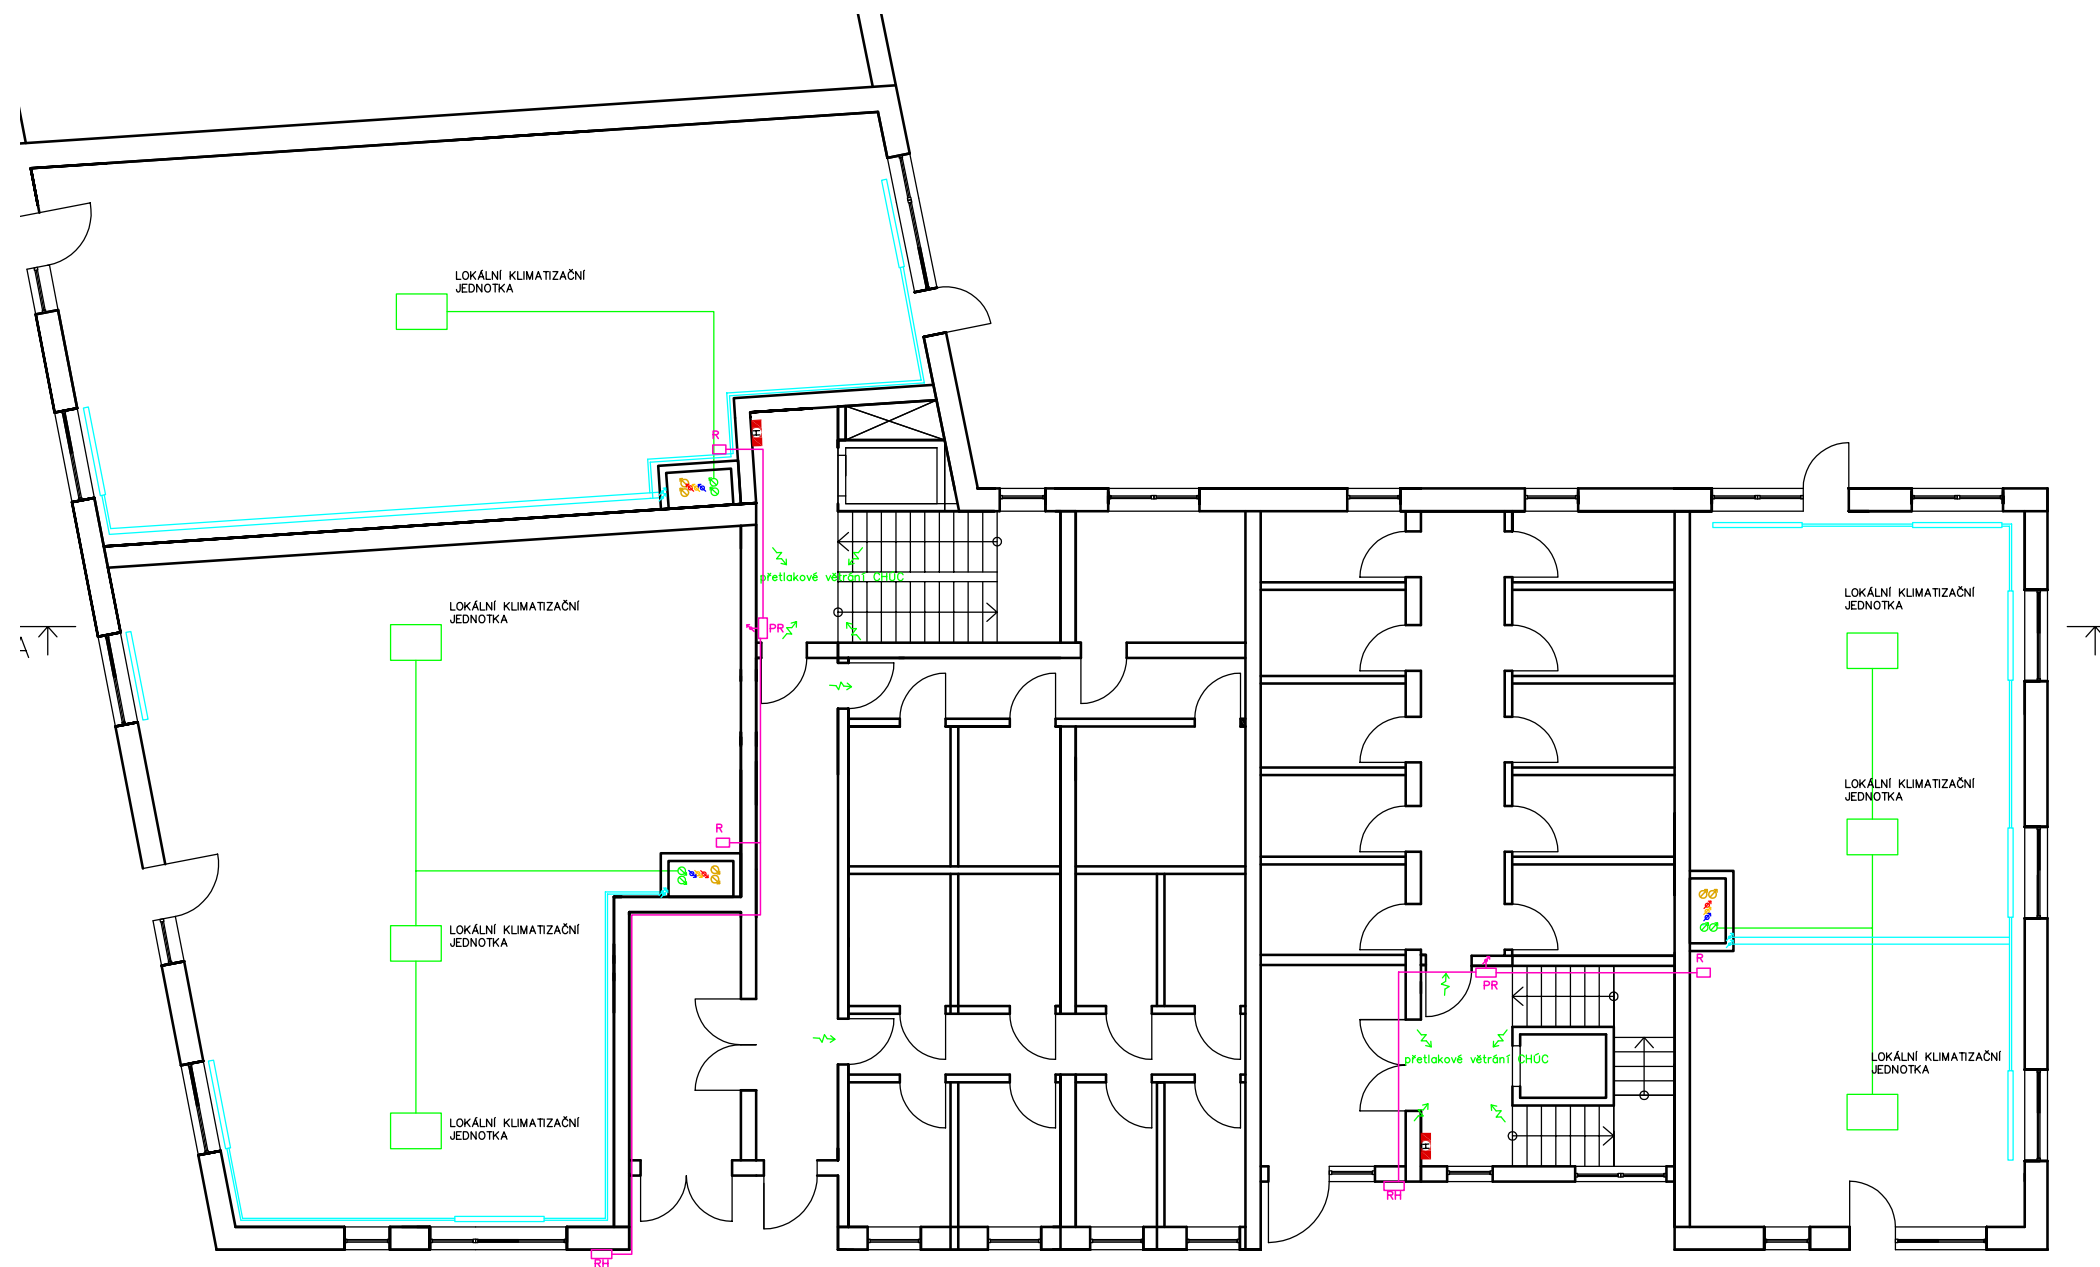 LOKÁLNÍ KLIMATIZAČNÍ
JEDNOTKA
R
H
přetlakové větrání CHÚC
LOKÁLNÍ KLIMATIZAČNÍ
JEDNOTKA
LOKÁLNÍ KLIMATIZAČNÍ
JEDNOTKA
PR
A
LOKÁLNÍ KLIMATIZAČNÍ
JEDNOTKA
R
LOKÁLNÍ KLIMATIZAČNÍ
JEDNOTKA
R
PR
přetlakové větrání CHÚC
LOKÁLNÍ KLIMATIZAČNÍ
JEDNOTKA
LOKÁLNÍ KLIMATIZAČNÍ
JEDNOTKA
H
RH
RH